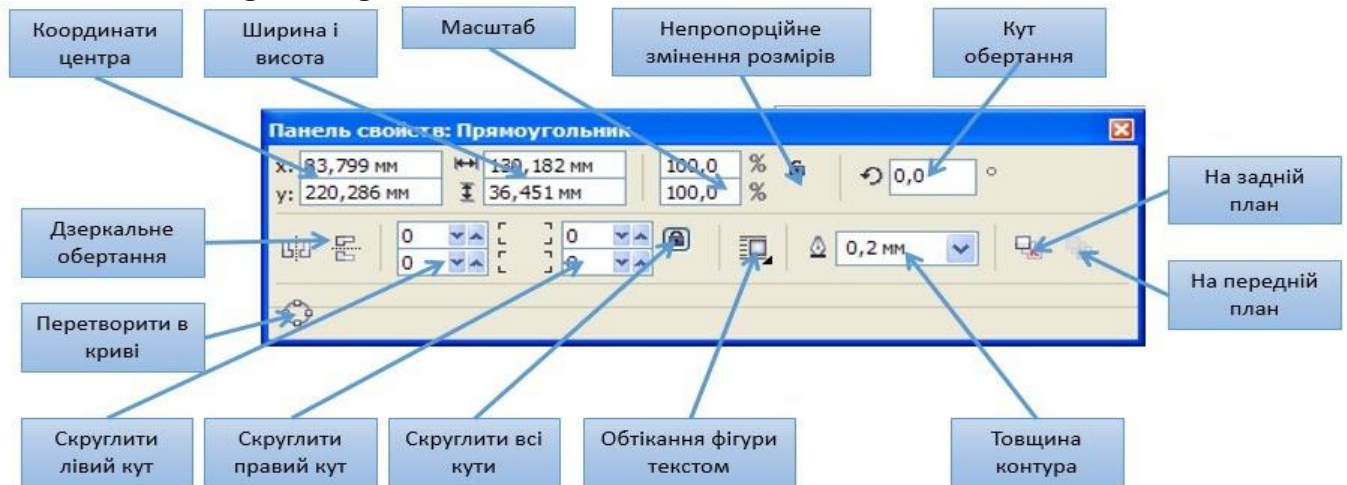 Координати
центра
Ширина і
висота
Масштаб
Непропорційне
змінення розмірів
Кут
обертання
Панель свойств: Прямоугольник
x: 83,799 мм
139,182 мм
100,0 %
0,0 °
y: 220,286 мм
36,451 мм
100,0 %
На задній
план
Дзеркальне
обертання
0
0
0
0
0,2 мм
На передній
план
Перетворити в
криві
Скруглити
лівий кут
Скруглити
правий кут
Скруглити всі
кути
Обтікання фігури
текстом
Товщина
контура